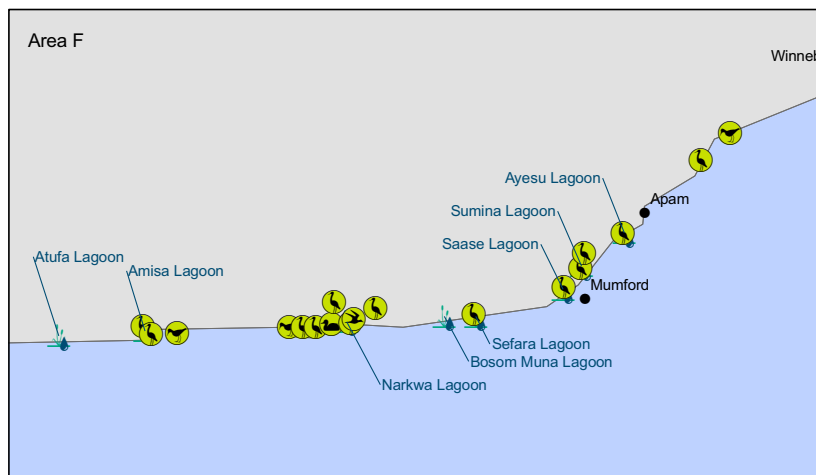 Area F
Winneb
Ayesu Lagoon
Apam
Sumina Lagoon
Saase Lagoon
Atufa Lagoon
Amisa Lagoon
Mumford
Sefara Lagoon
Bosom Muna Lagoon
Narkwa Lagoon